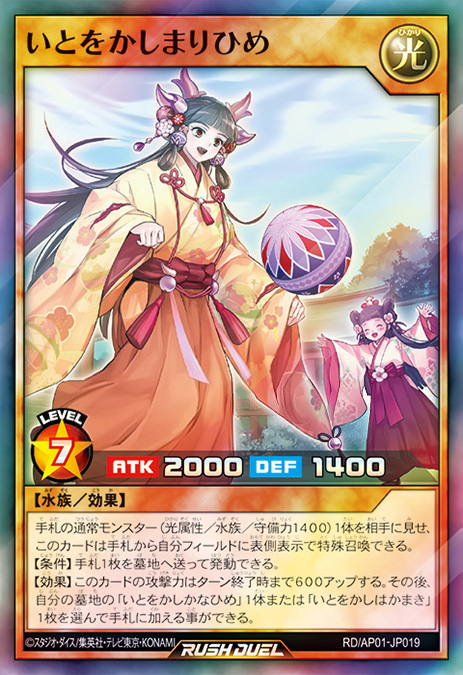 いとをかしまりひめ
ひかり
光
LEVEL
7
ATK 2000 DEF 1400
【水族／効果】
手札の通常モンスター（光属性／水族／守備力1400）1体を相手に見せ、
このカードは手札から自分フィールドに表側表示で特殊召喚できる。
【条件】手札1枚を墓地へ送って発動できる。
【効果】このカードの攻撃力はターン終了時まで600アップする。その後、
自分の墓地の「いとをかしかなひめ」1体または「いとをかしはまき」
1枚を選んで手札に加える事ができる。
©スタジオ・ダイス/集英社・テレビ東京・KONAMI
RUSH DUEL
RD/AP01-JP019